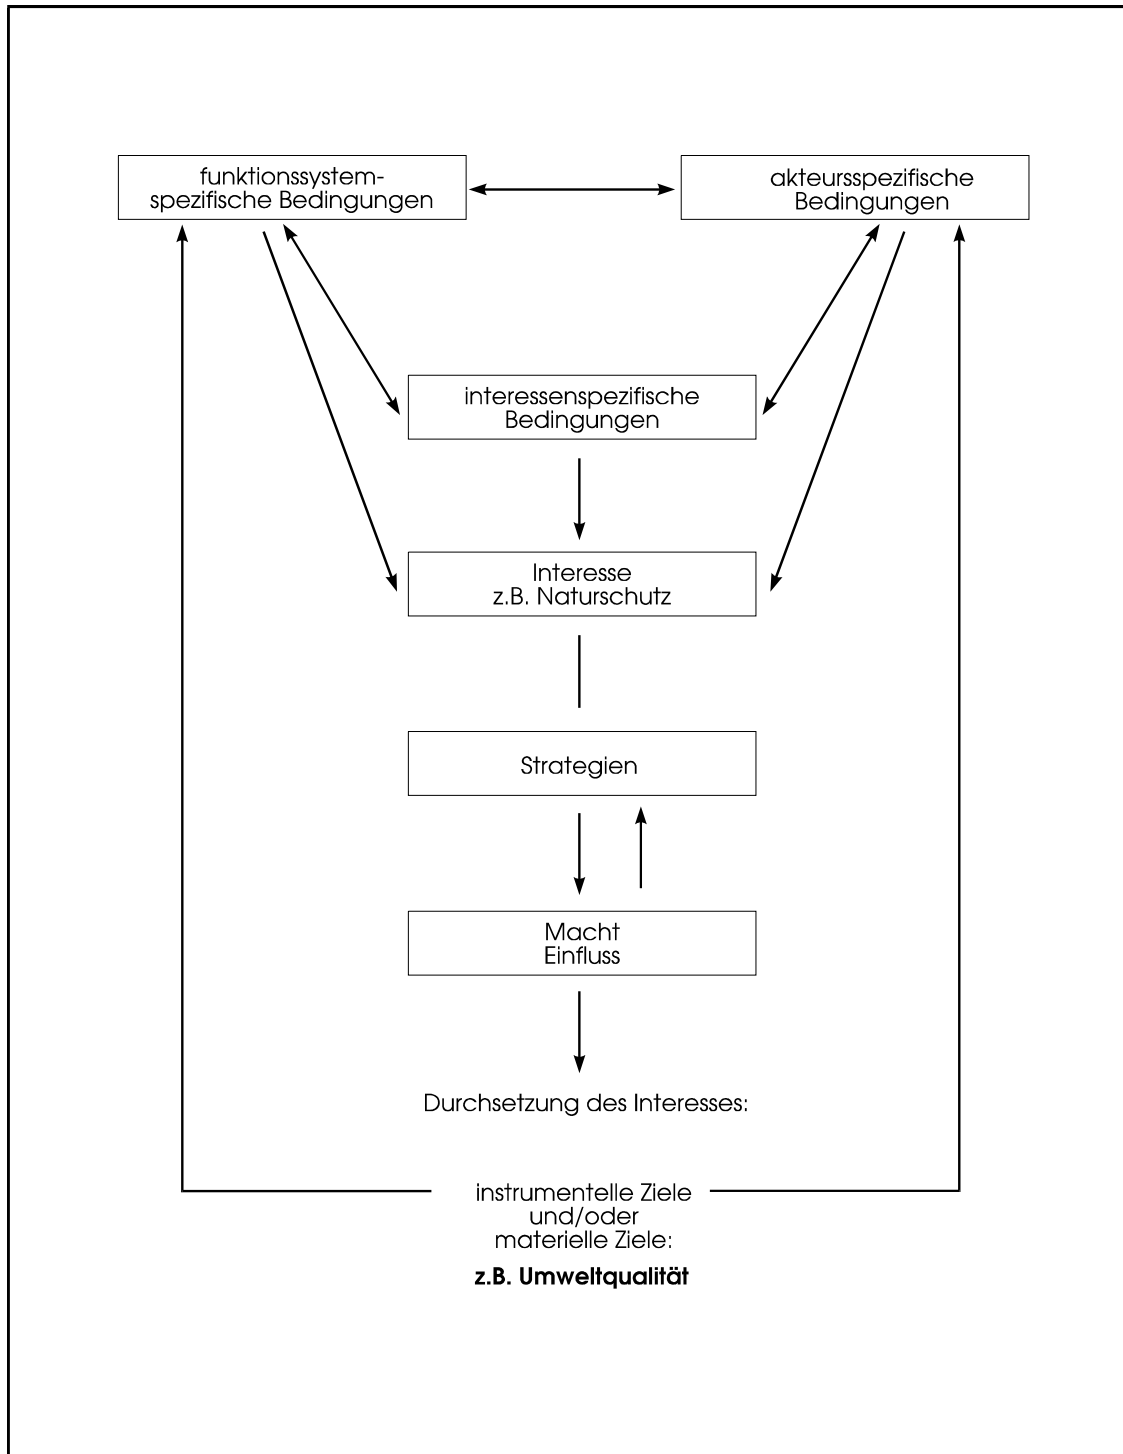 funktionssystem-
spezifische Bedingungen
akteursspezifische
Bedingungen
interessenspezifische
Bedingungen
Interesse
z.B. Naturschutz
Strategien
Macht
Einfluss
Durchsetzung des Interesses:
instrumentelle Ziele
und/oder
materielle Ziele:
z.B. Umweltqualität